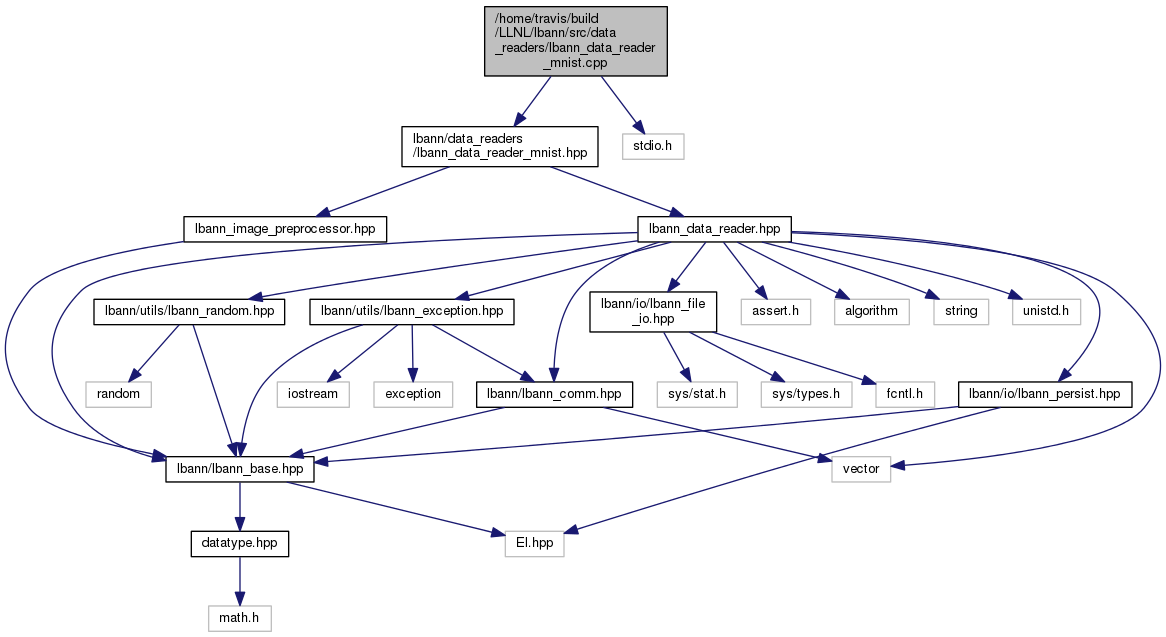 /home/travis/build
/LLNL/lbann/src/data
_readers/lbann_data_reader
_mnist.cpp
lbann/data_readers
/lbann_data_reader_mnist.hpp
stdio.h
lbann_image_preprocessor.hpp
lbann_data_reader.hpp
lbann/utils/lbann_random.hpp
lbann/utils/lbann_exception.hpp
lbann/io/lbann_file
_io.hpp
assert.h
algorithm
string
unistd.h
random
iostream
exception
lbann/lbann_comm.hpp
sys/stat.h
sys/types.h
fcntl.h
lbann/io/lbann_persist.hpp
lbann/lbann_base.hpp
vector
datatype.hpp
El.hpp
math.h